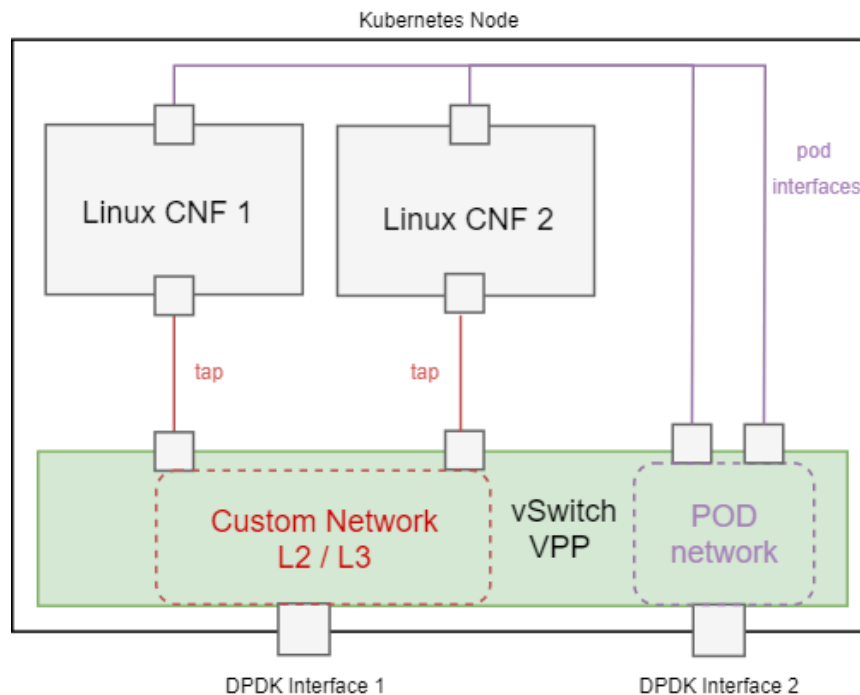 Kubernetes Node
Linux CNF 1
Linux CNF 2
pod
interfaces
tap
tap
Custom Network
L2 / L3
vSwitch
VPP
POD
network
DPDK Interface 1
DPDK Interface 2